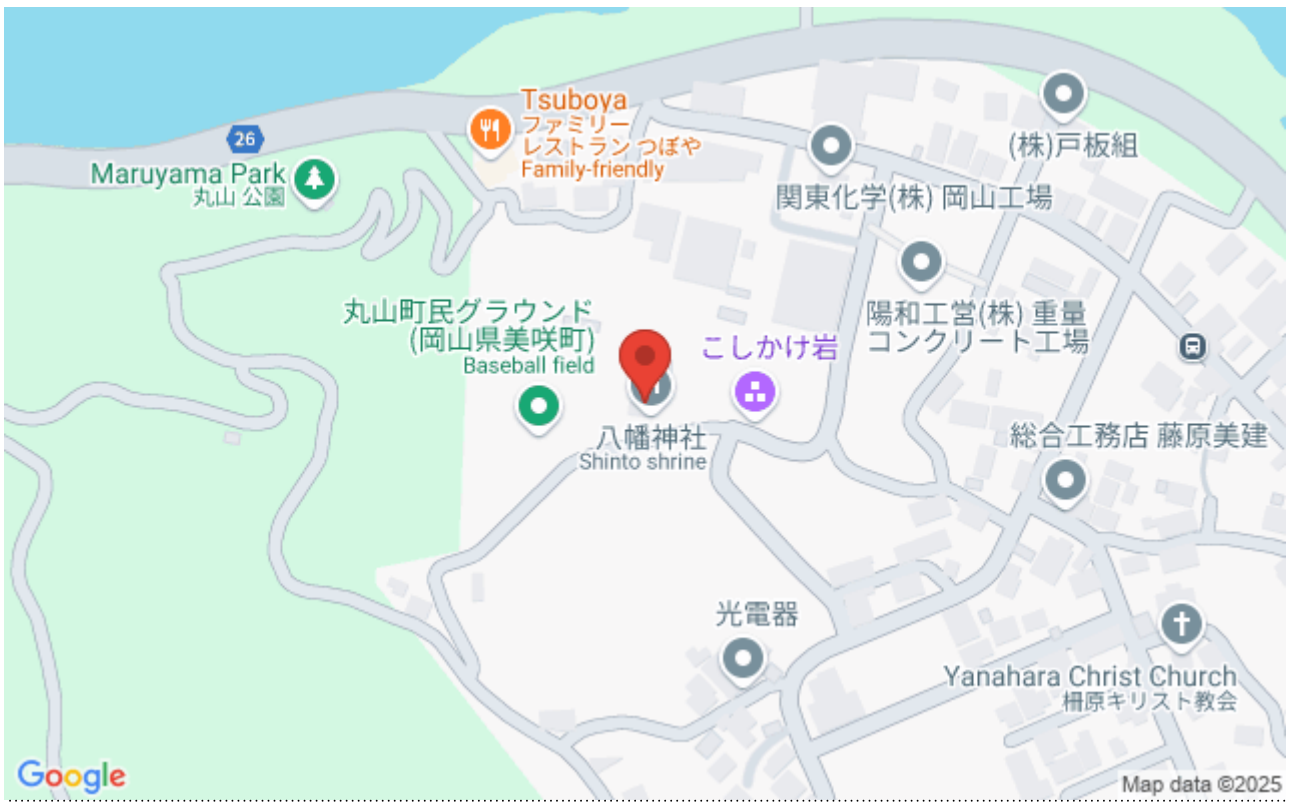 Tsuboya
ファミリー
レストラン つぼや
Family-friendly
26
(株)戸板組
Maruyama Park
丸山 公園
関東化学(株) 岡山工場
丸山町民グラウンド
(岡山県美咲町)
Baseball field
陽和工営(株) 重量
コンクリート工場
こしかけ岩
八幡神社
Shinto shrine
総合工務店 藤原美建
光電器
Yanahara Christ Church
柵原キリスト教会
Google
Map data ©2025